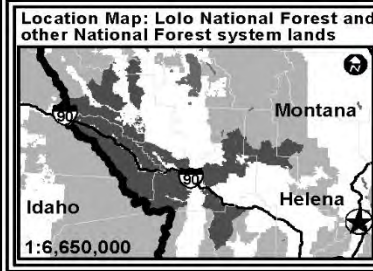 Location Map: Lolo National Forest and
other National Forest system lands
N
90
Montana
90
Helena
Idaho
1:6,650,000